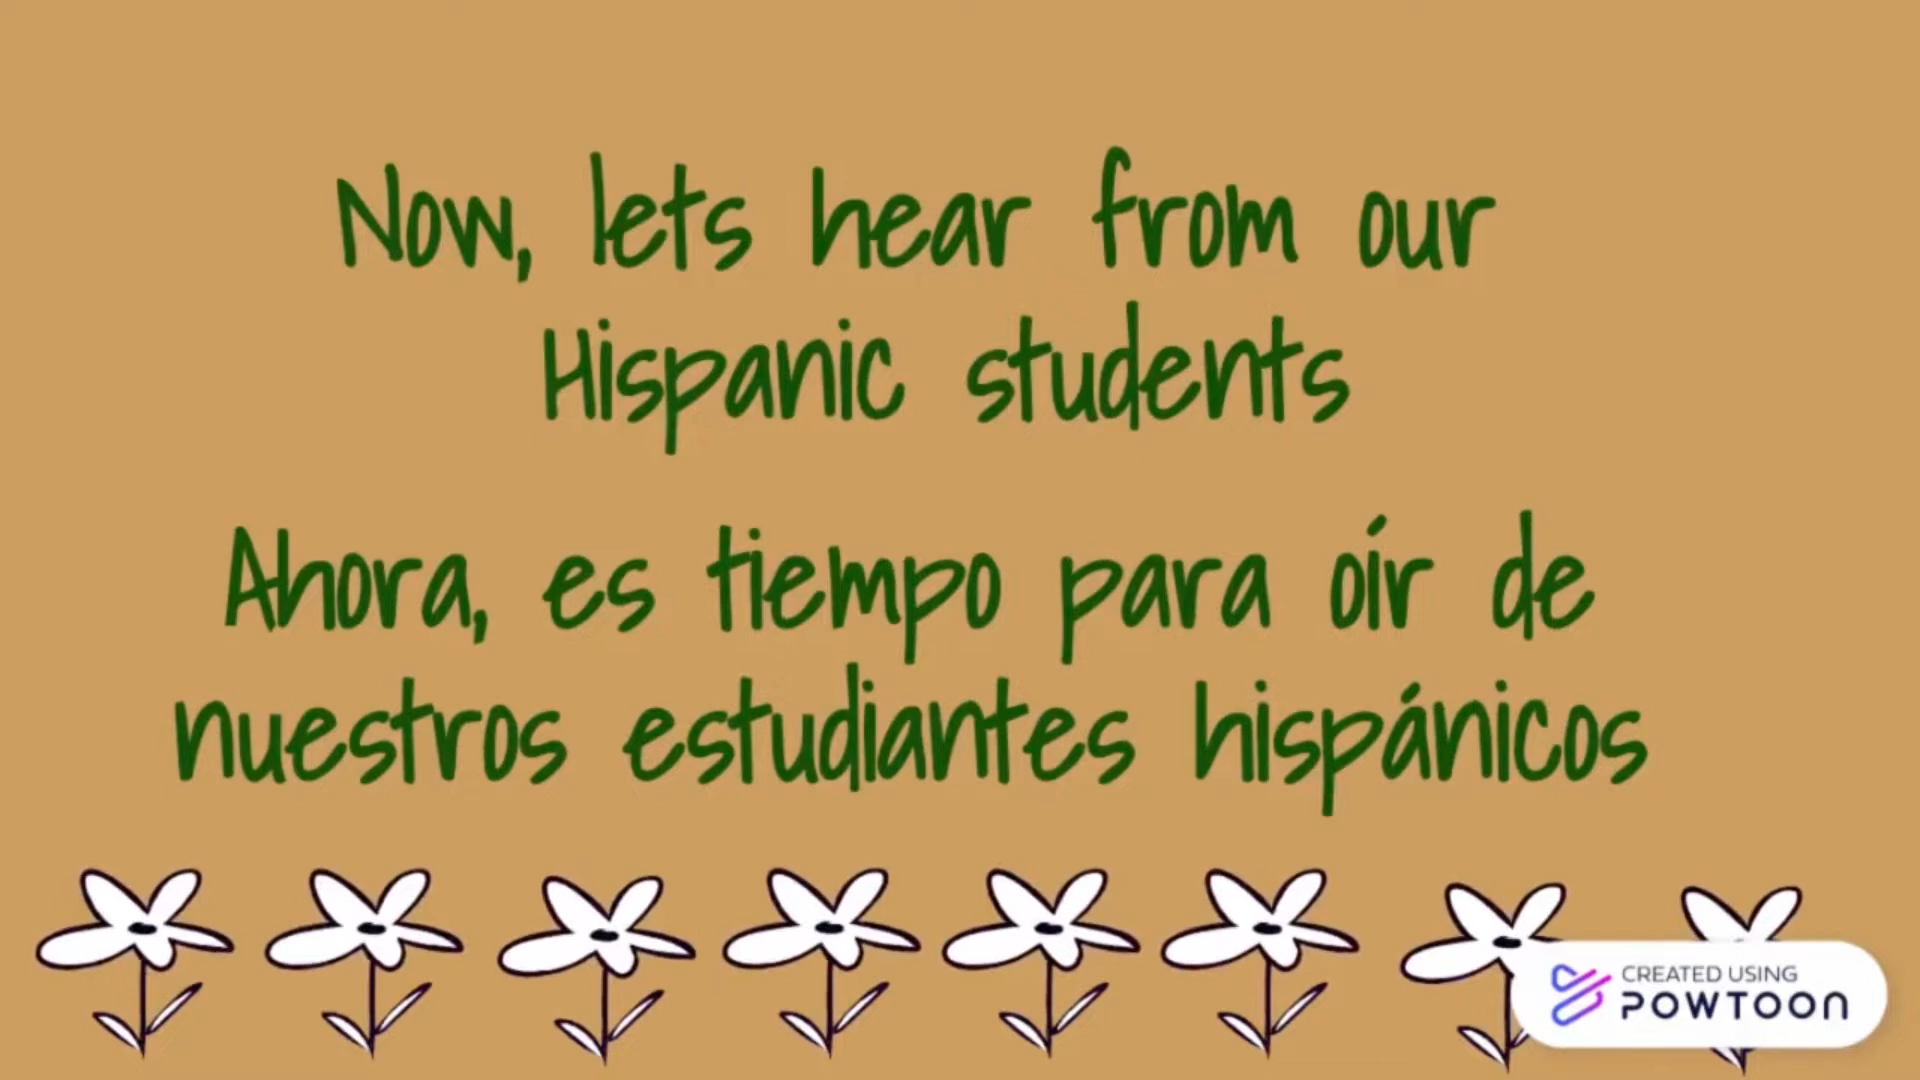 Now, lets hear from our
Hispanic students
Ahora, es tiempo para oír de
nuestros estudiantes hispánicos
CREATED USING
POWTOON